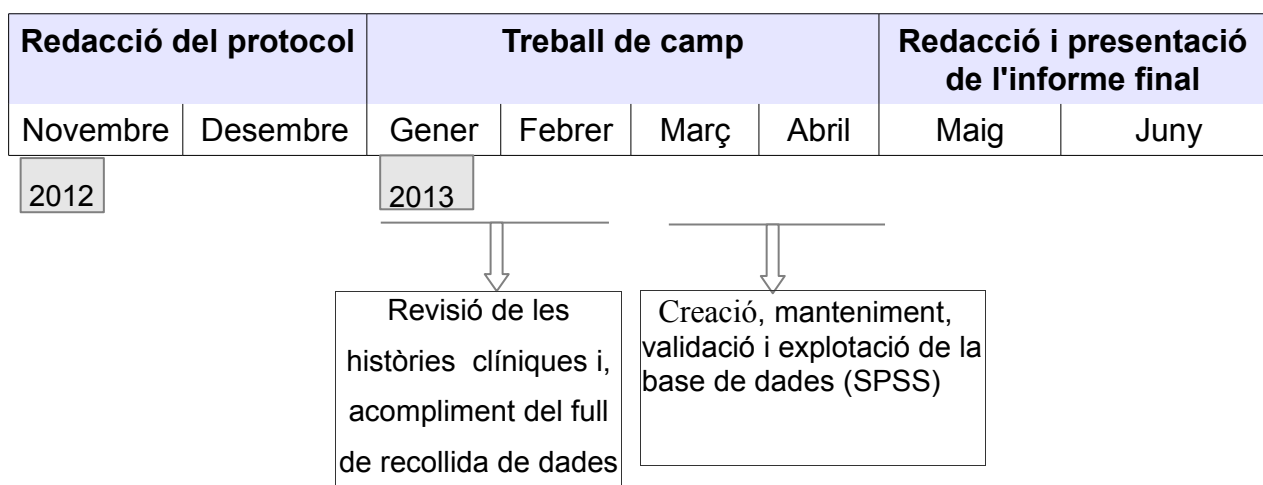 Redacció del protocol
Treball de camp
Redacció i presentació
de l'informe final
Novembre
Desembre
Gener
Febrer
Març
Abril
Maig
Juny
2012
2013
Revisió de les
històries clíniques i,
acompliment del full
de recollida de dades
Creació, manteniment,
validació i explotació de la
base de dades (SPSS)